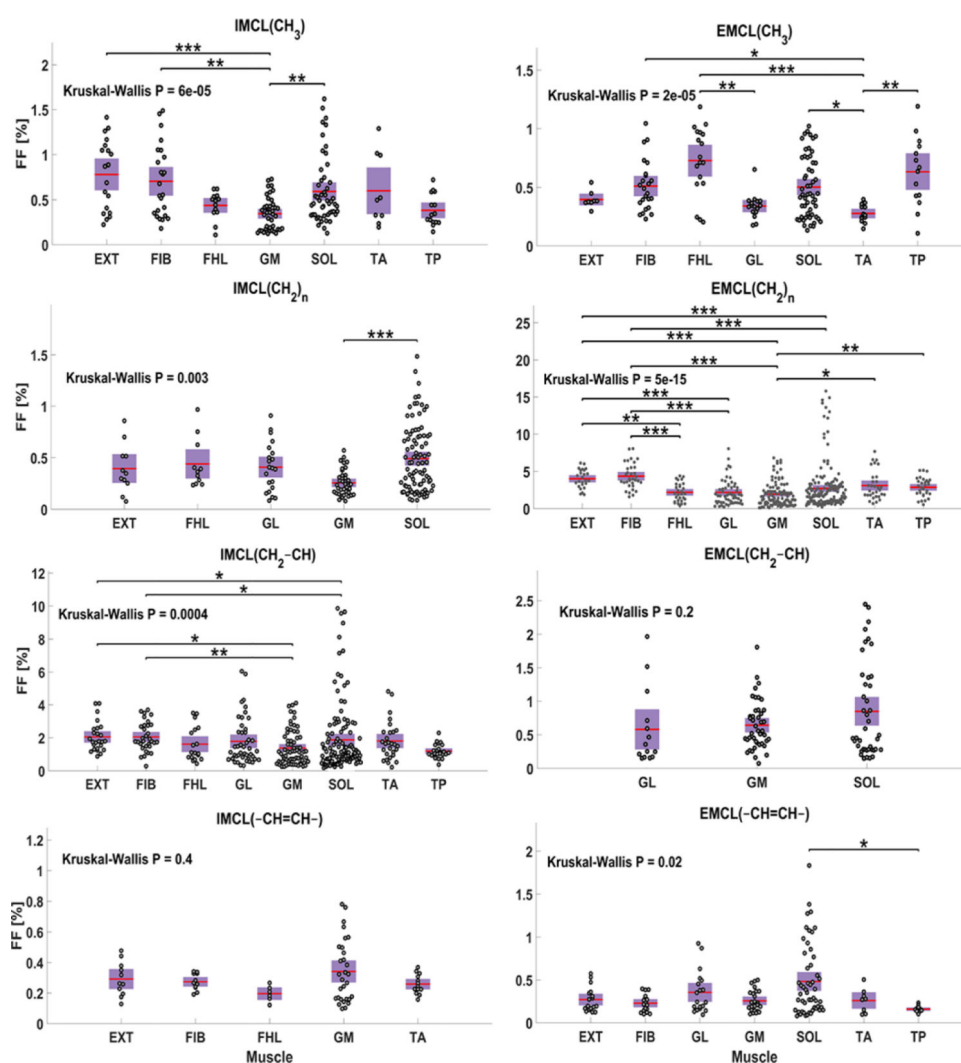 IMCL(CH3)
***
**
**
Kruskal-Wallis P = 6e-05
FF [%]
2
1.5
1
0.5
0
EXT FIB FHL GM SOL TA TP
EMCL(CH3)
*
***
**
**
*
Kruskal-Wallis P = 2e-05
1.5
1
0.5
0
EXT FIB FHL GL SOL TA TP
IMCL(CH2)n
***
Kruskal-Wallis P = 0.003
1.5
1
0.5
0
EXT FHL GL GM SOL
EMCL(CH2)n
***
***
***
**
***
*
Kruskal-Wallis P = 5e-15
***
***
**
***
25
20
15
10
5
0
EXT FIB FHL GL GM SOL TA TP
IMCL(CH2−CH)
*
*
Kruskal-Wallis P = 0.0004
*
**
FF [%]
12
10
8
6
4
2
0
EXT FIB FHL GL GM SOL TA TP
EMCL(CH2−CH)
Kruskal-Wallis P = 0.2
2.5
2
1.5
1
0.5
0
GL GM SOL
IMCL(−CH=CH−)
Kruskal-Wallis P = 0.4
FF [%]
1.2
1
0.8
0.6
0.4
0.2
0
EXT FIB FHL GM TA
Muscle
EMCL(−CH=CH−)
*
Kruskal-Wallis P = 0.02
2
1.5
1
0.5
0
EXT FIB GL GM SOL TA TP
Muscle